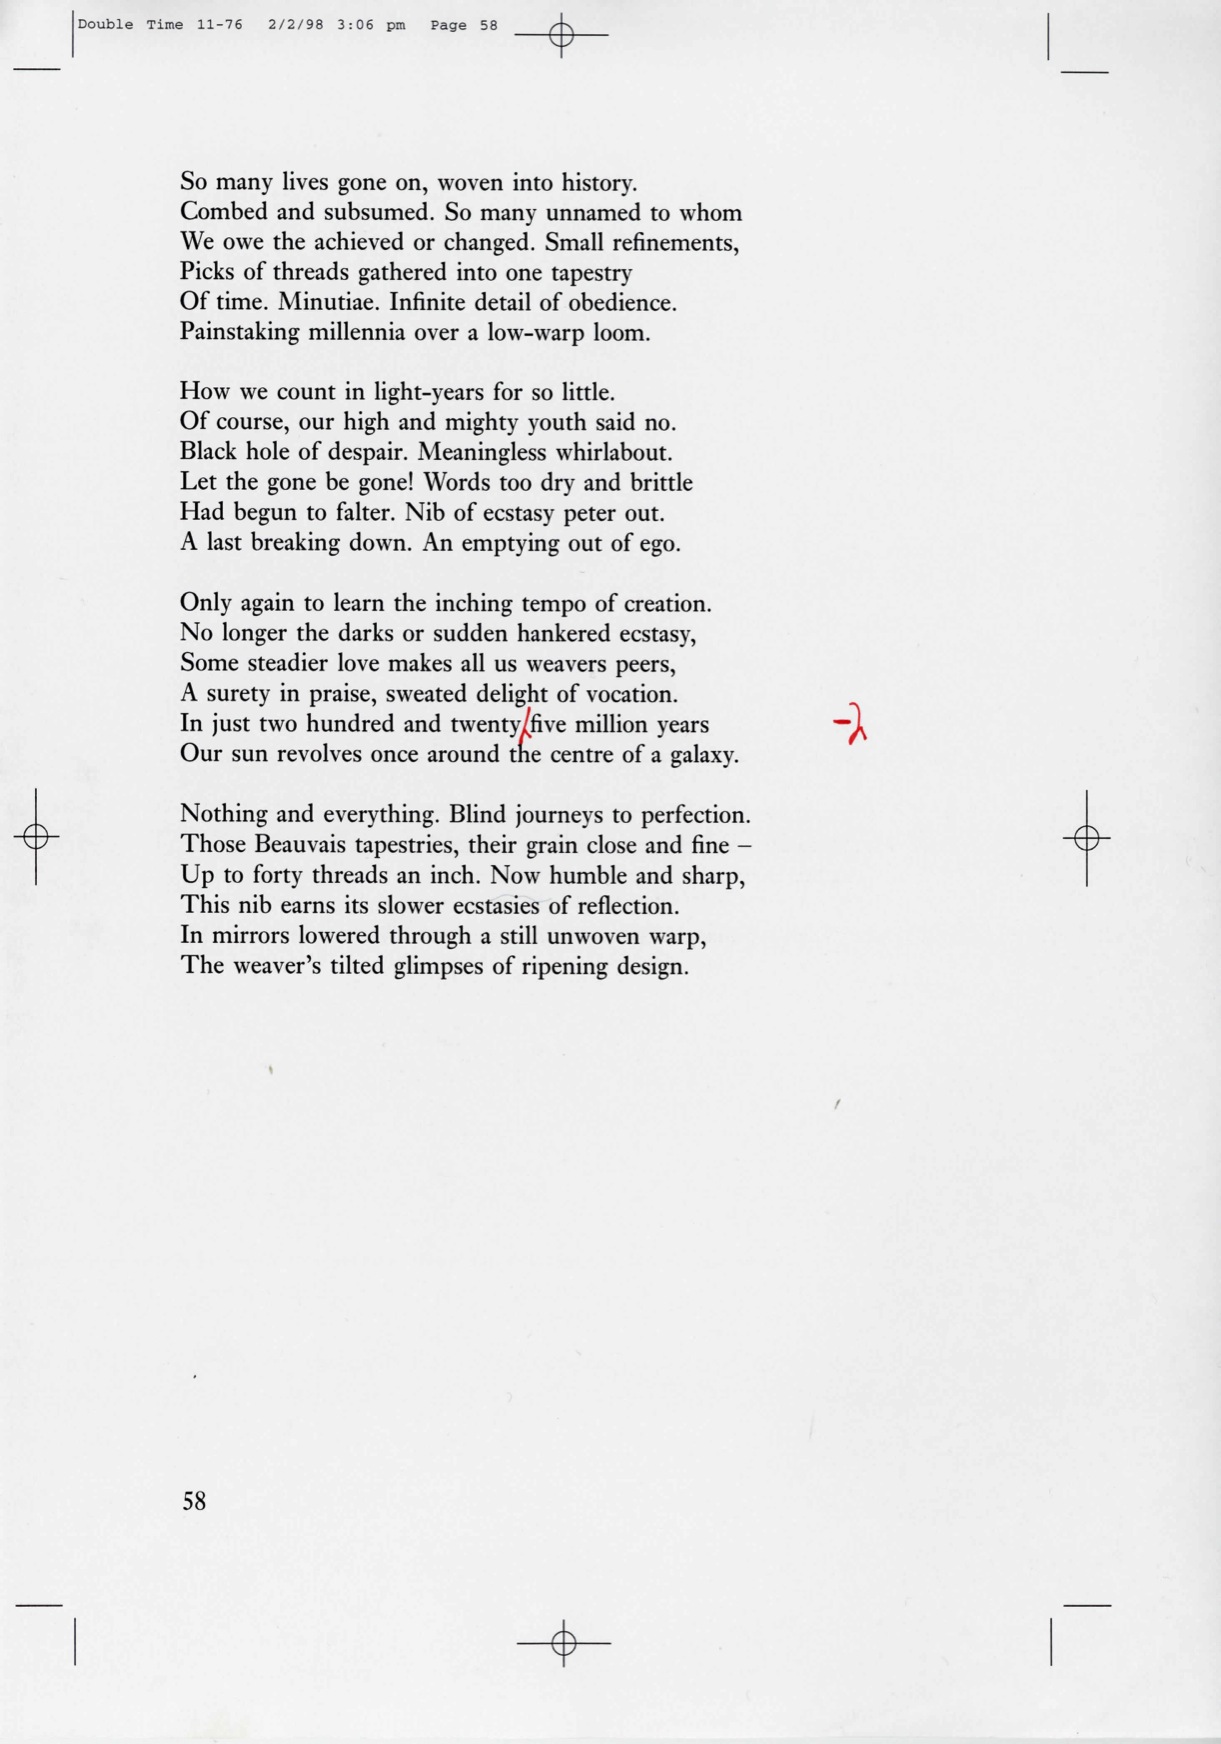 Double Time 11-76 2/2/98 3:06 pm Page 58
So many lives gone on, woven into history.
Combed and subsumed. So many unnamed to whom
We owe the achieved or changed. Small refinements,
Picks of threads gathered into one tapestry
Of time. Minutiae. Infinite detail of obedience.
Painstaking millennia over a low-warp loom.
How we count in light-years for so little.
Of course, our high and mighty youth said no.
Black hole of despair. Meaningless whirlabout.
Let the gone be gone! Words too dry and brittle
Had begun to falter. Nib of ecstasy peter out.
A last breaking down. An emptying out of ego.
Only again to learn the inching tempo of creation.
No longer the darks or sudden hankered ecstasy,
Some steadier love makes all us weavers peers,
A surety in praise, sweated delight of vocation.
In just two hundred and twenty five million years
Our sun revolves once around the centre of a galaxy.
Nothing and everything. Blind journeys to perfection.
Those Beauvais tapestries, their grain close and fine –
Up to forty threads an inch. Now humble and sharp,
This nib earns its slower ecstasies of reflection.
In mirrors lowered through a still unwoven warp,
The weaver's tilted glimpses of ripening design.
58